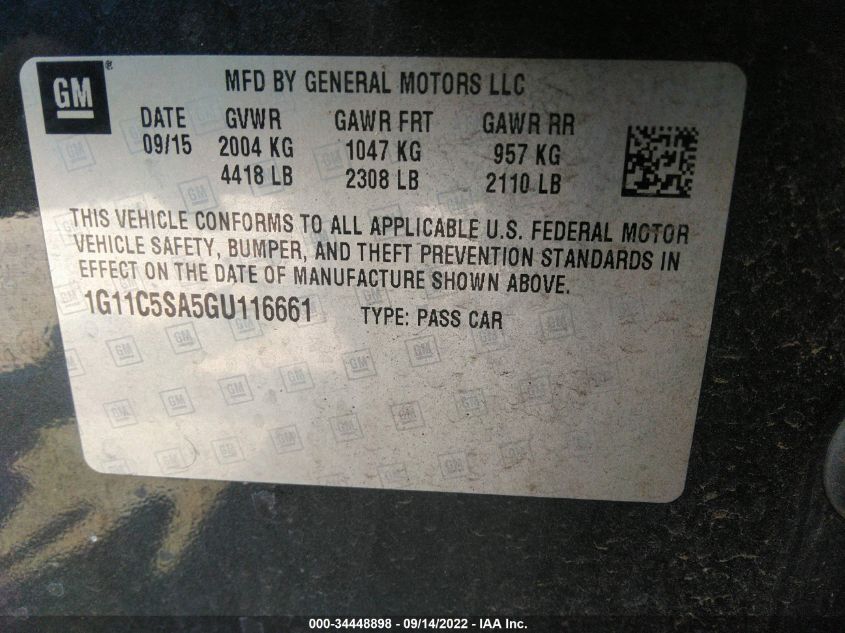 GM ®
MFD BY GENERAL MOTORS LLC
DATE GVWR GAWR FRT GAWR RR
09/15 2004 KG 1047 KG 957 KG
4418 LB 2308 LB 2110 LB
THIS VEHICLE CONFORMS TO ALL APPLICABLE U.S. FEDERAL MOTOR
VEHICLE SAFETY, BUMPER, AND THEFT PREVENTION STANDARDS IN
EFFECT ON THE DATE OF MANUFACTURE SHOWN ABOVE.
1G11C5SA5GU116661 TYPE: PASS CAR
000-34448898 - 09/14/2022 - IAA Inc.